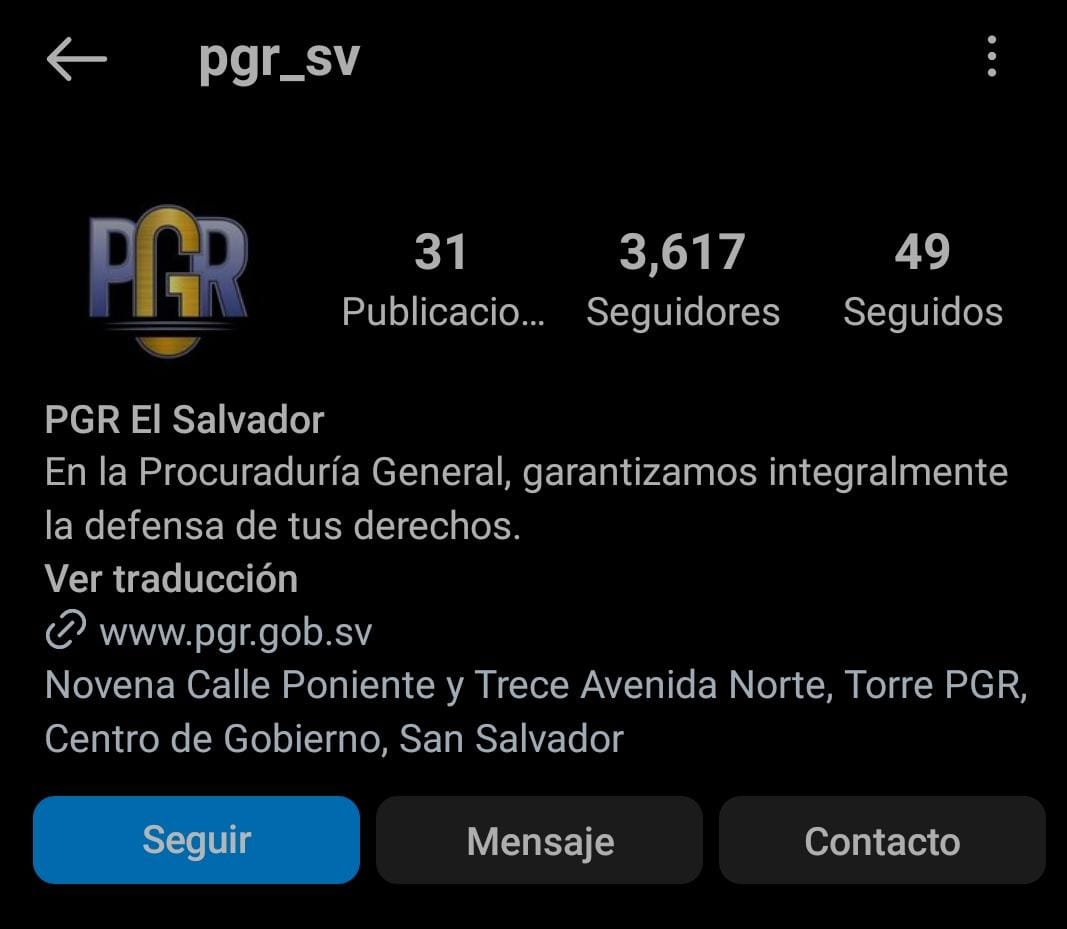 pgr_sv
PGR
31 3,617 49
Publicacio... Seguidores Seguidos
PGR El Salvador
En la Procuraduría General, garantizamos integralmente
la defensa de tus derechos.
Ver traducción
www.pgr.gob.sv
Novena Calle Poniente y Trece Avenida Norte, Torre PGR,
Centro de Gobierno, San Salvador
Seguir Mensaje Contacto